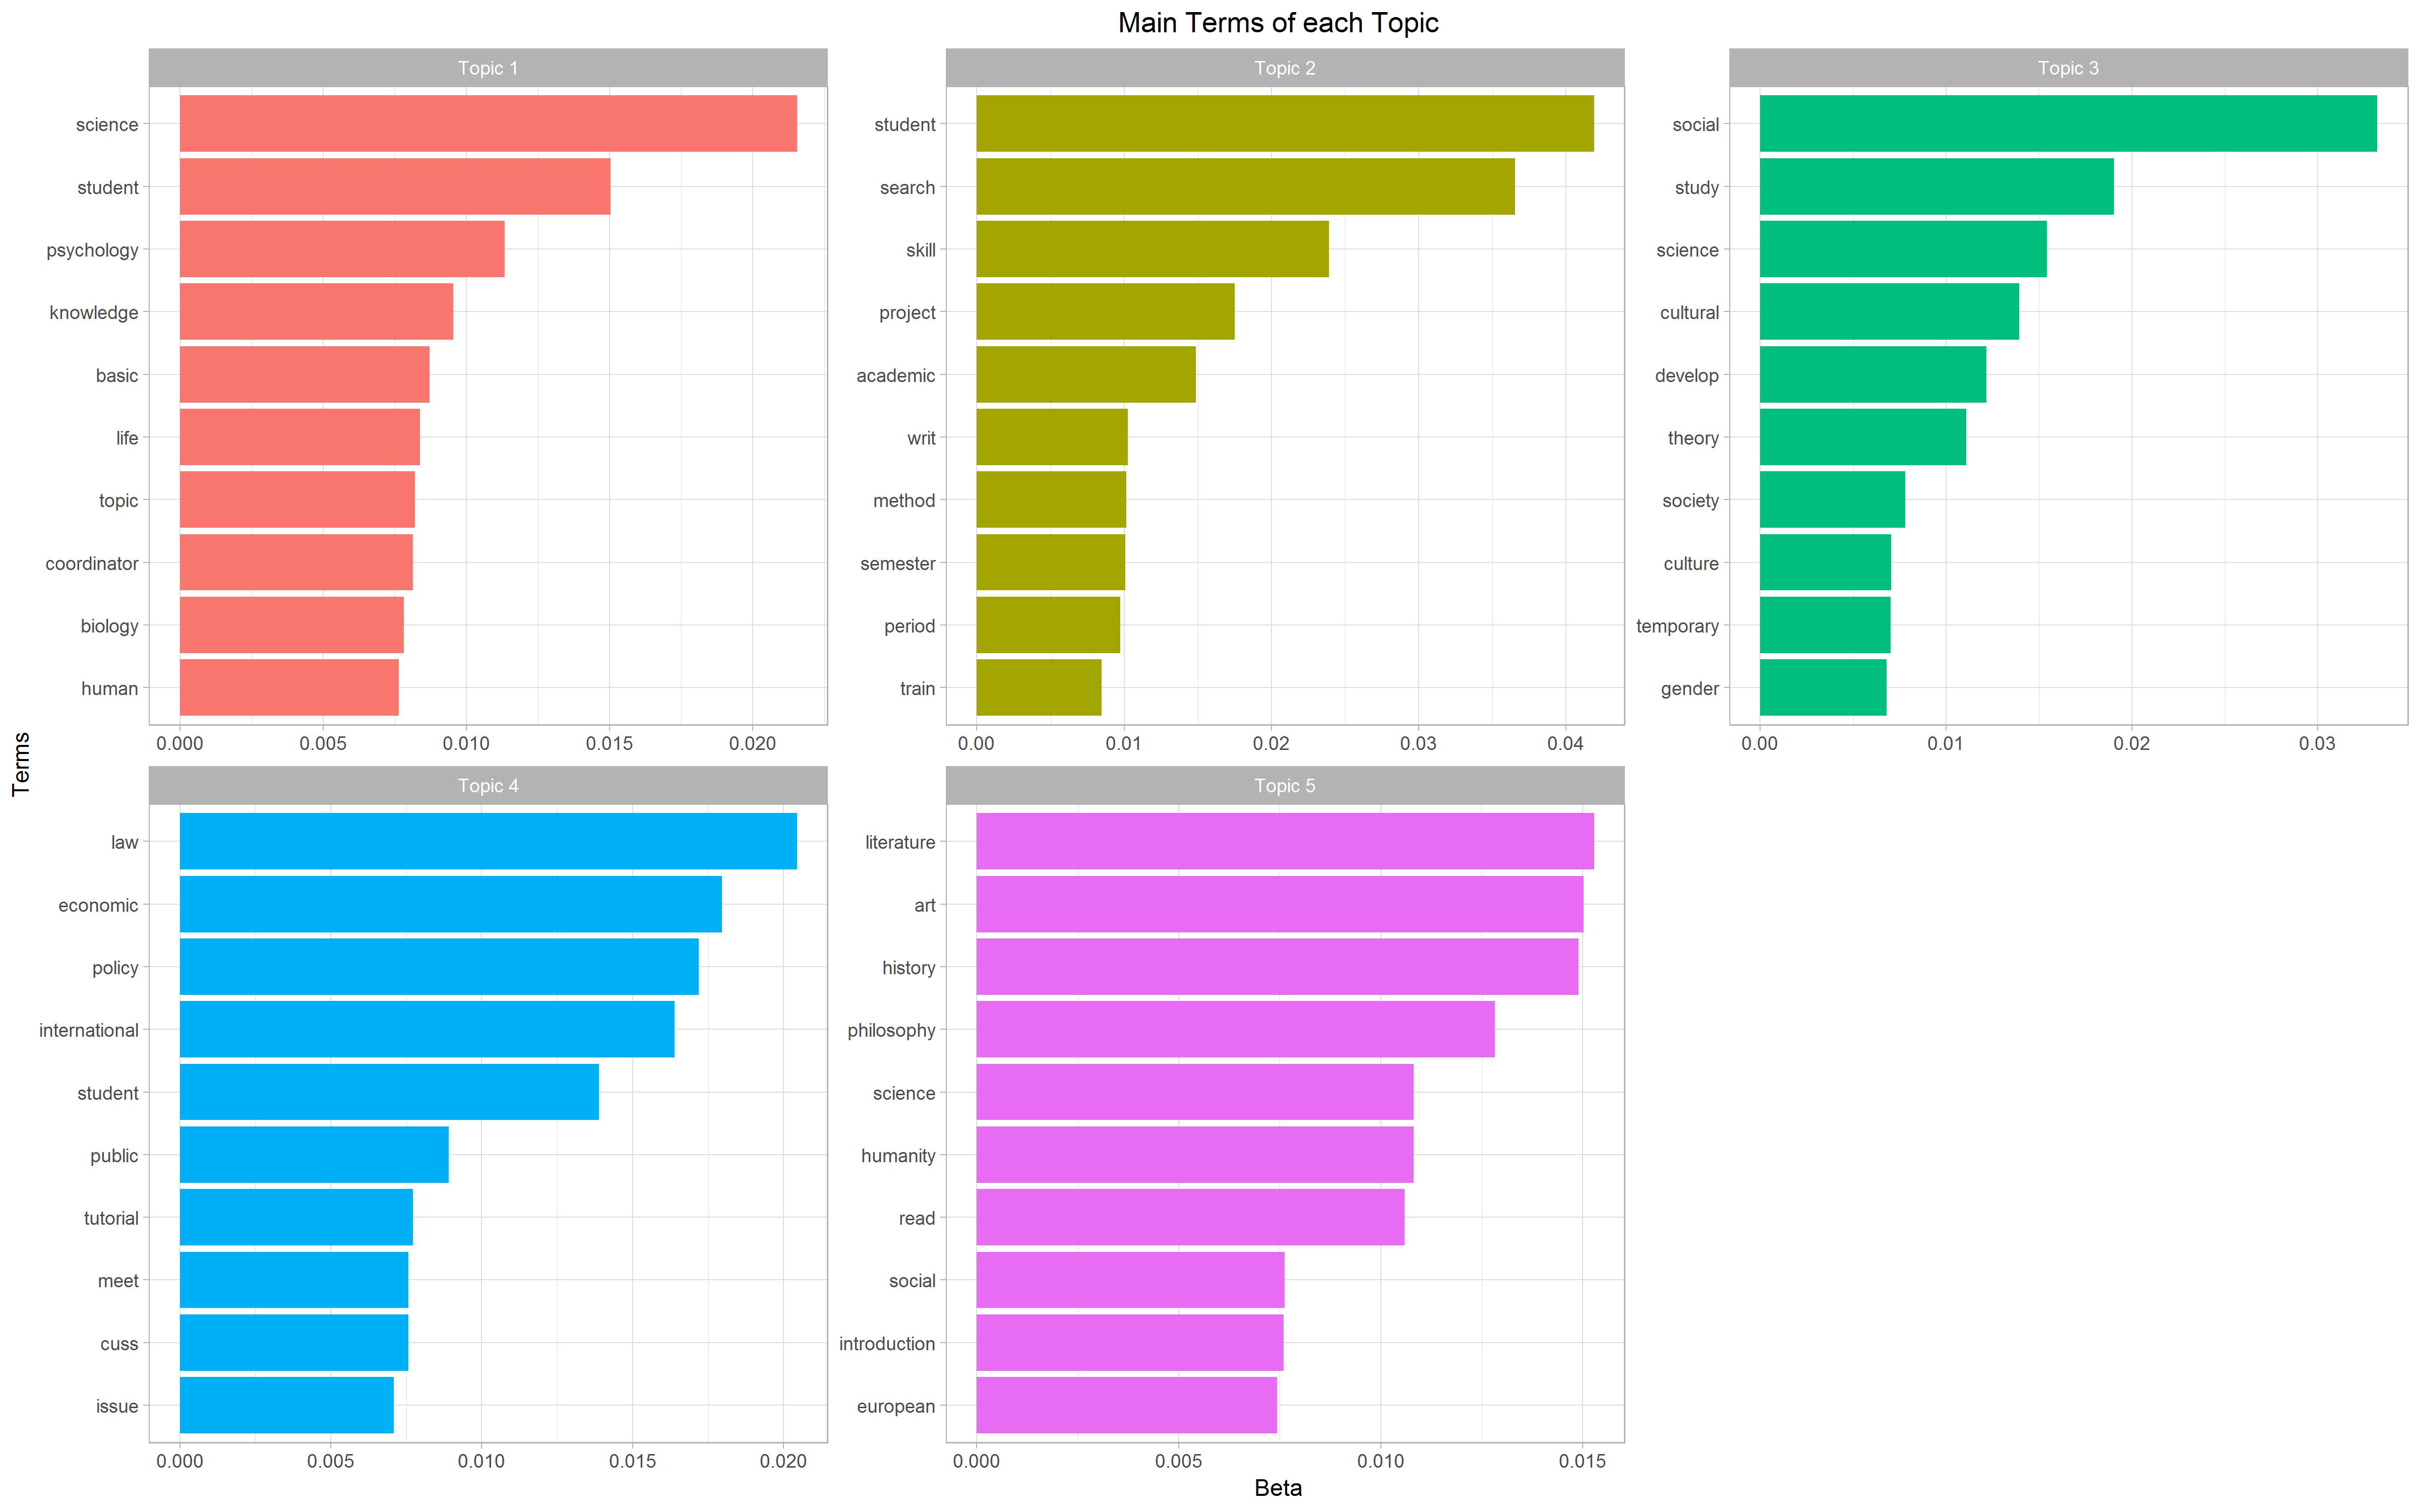 Main Terms of each Topic
Topic 1
science
student
psychology
knowledge
basic
life
topic
coordinator
biology
human
0.000 0.005 0.010 0.015 0.020
Topic 2
student
search
skill
project
academic
writ
method
semester
period
train
0.00 0.01 0.02 0.03 0.04
Topic 3
social
study
science
cultural
develop
theory
society
culture
temporary
gender
0.00 0.01 0.02 0.03
Terms
Topic 4
law
economic
policy
international
student
public
tutorial
meet
cuss
issue
0.000 0.005 0.010 0.015 0.020
Topic 5
literature
art
history
philosophy
science
humanity
read
social
introduction
european
0.000 0.005 0.010 0.015
Beta